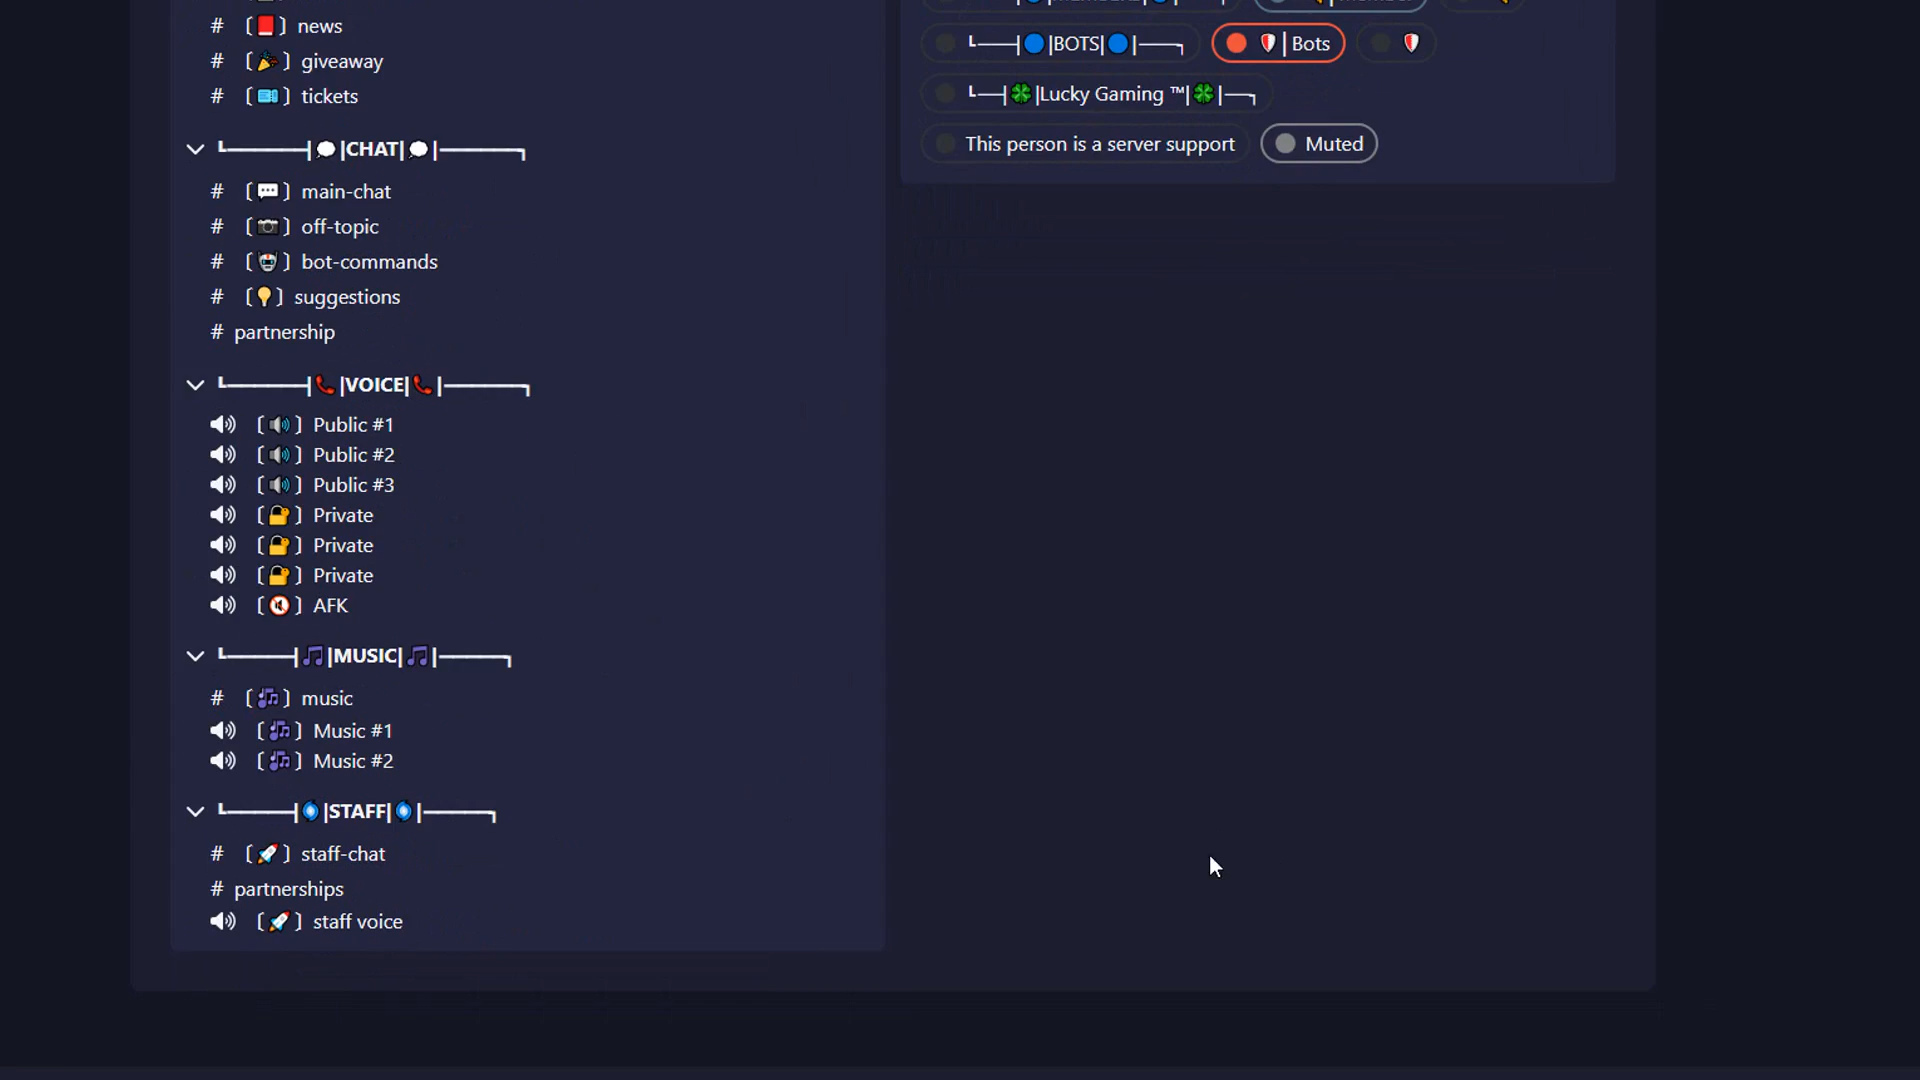 # 〔📕〕 news
# 〔🎉〕 giveaway
# 〔🎫〕 tickets
┗━━━━━┫💭|CHAT|💭┣━━━━━┓
# 〔💬〕 main-chat
# 〔📷〕 off-topic
# 〔🤖〕 bot-commands
# 〔💡〕 suggestions
# partnership
┗━━━━━┫📞|VOICE|📞┣━━━━━┓
〔🔊〕 Public #1
〔🔊〕 Public #2
〔🔊〕 Public #3
〔🔐〕 Private
〔🔐〕 Private
〔🔐〕 Private
〔🔇〕 AFK
┗━━━━┫🎵|MUSIC|🎵┣━━━━┓
# 〔🎶〕 music
〔🎶〕 Music #1
〔🎶〕 Music #2
┗━━━━┫🌀|STAFF|🌀┣━━━━┓
# 〔🚀〕 staff-chat
# partnerships
〔🚀〕 staff voice
┗━━┫🔵|BOTS|🔵┣━━┓
🛡️┃Bots
┗━┫🍀|Lucky Gaming ™|🍀┣━┓
This person is a server support
Muted